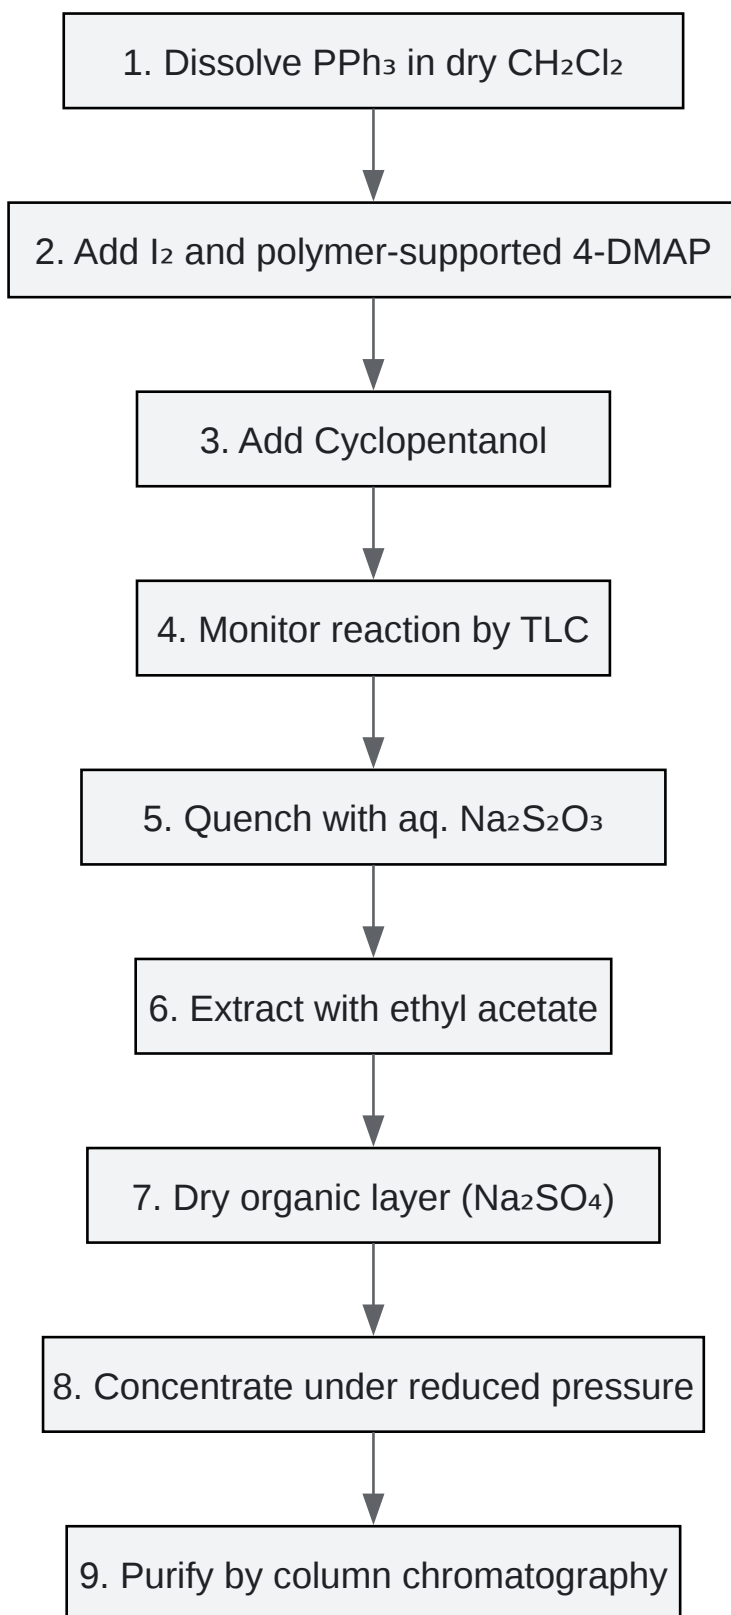 1. Dissolve PPh₃ in dry CH₂Cl₂
2. Add I₂ and polymer-supported 4-DMAP
3. Add Cyclopentanol
4. Monitor reaction by TLC
5. Quench with aq. Na₂S₂O₃
6. Extract with ethyl acetate
7. Dry organic layer (Na₂SO₄)
8. Concentrate under reduced pressure
9. Purify by column chromatography